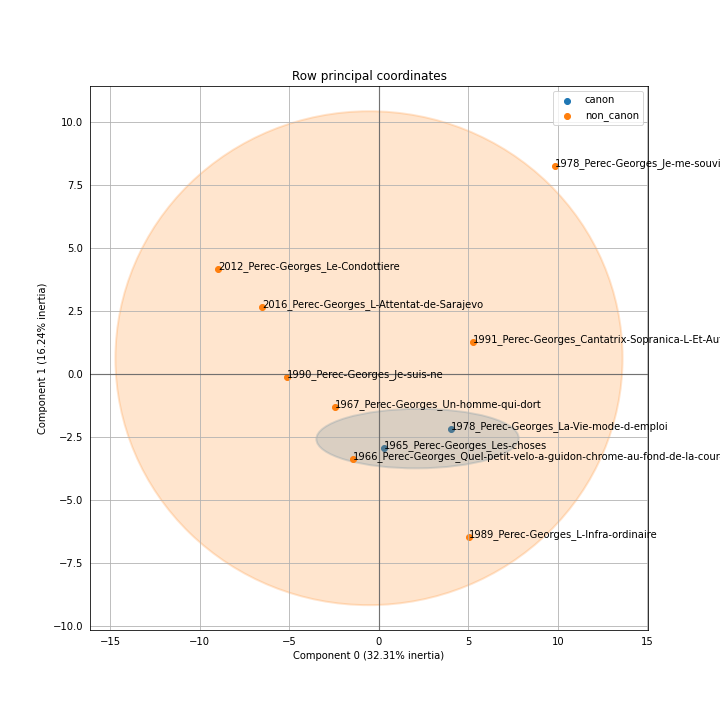 Row principal coordinates
canon
non_canon
10.0
7.5
5.0
2.5
0.0
−2.5
−5.0
−7.5
−10.0
Component 1 (16.24% inertia)
1978_Perec-Georges_Je-me-souvi
2012_Perec-Georges_Le-Condottiere
2016_Perec-Georges_L-Attentat-de-Sarajevo
1991_Perec-Georges_Cantatrix-Sopranica-L-Et-Au
1990_Perec-Georges_Je-suis-ne
1967_Perec-Georges_Un-homme-qui-dort
1978_Perec-Georges_La-Vie-mode-d-emploi
1965_Perec-Georges_Les-choses
1966_Perec-Georges_Quel-petit-velo-a-guidon-chrome-au-fond-de-la-cour
1989_Perec-Georges_L-Infra-ordinaire
−15 −10 −5 0 5 10 15
Component 0 (32.31% inertia)